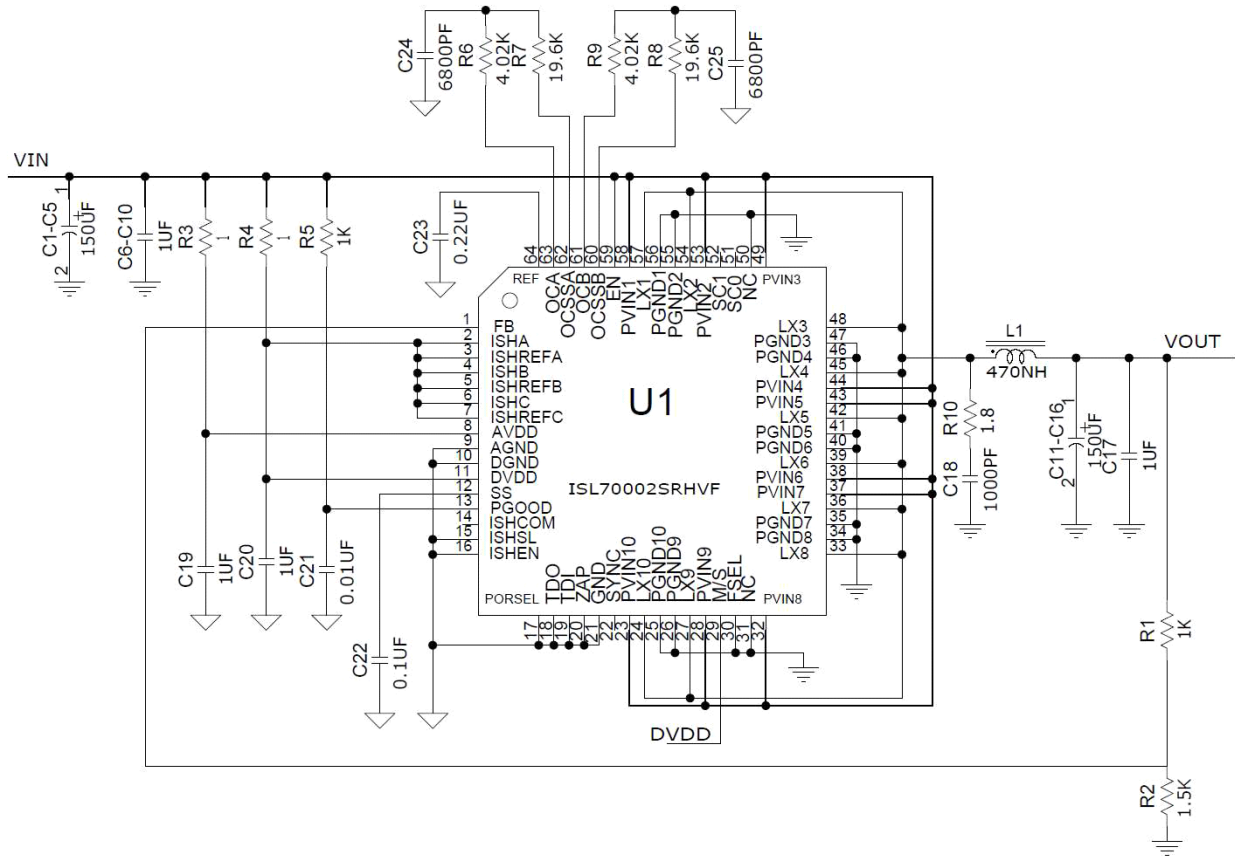 C24
6800PF
R6
4.02K
R7
19.6K
R9
4.02K
R8
19.6K
C25
6800PF
VIN
1
C1-C5
150UF
+
2
C6-C10
1UF
R3
1
R4
1
R5
1K
C23
0.22UF
64
63
62
61
60
59
58
57
56
55
54
53
52
51
50
49
REF
OCA
OCSSA
OCB
OCSSB
EN
PVIN1
LX1
PGND1
PGND2
LX2
PVIN2
SC1
SC0
NC
PVIN3
1 FB
2 ISHA
3 ISHREFA
4 ISHB
5 ISHREFB
6 ISHC
7 ISHREFC
8 AVDD
9 AGND
10 DGND
11 DVDD
12 SS
13 PGOOD
14 ISHCOM
15 ISHSL
16 ISHEN
U1
ISL70002SRHVF
LX3 48
PGND3 47
PGND4 46
LX4 45
PVIN4 44
PVIN5 43
LX5 42
PGND5 41
PGND6 40
LX6 39
PVIN6 38
PVIN7 37
LX7 36
PGND7 35
PGND8 34
LX8 33
L1
470NH
VOUT
R10
1.8
C18
1000PF
1
C11-C16
150UF
+
2
C17
1UF
C19
1UF
C20
1UF
C21
0.01UF
C22
0.1UF
PORSEL
TDO
TDI
ZAP
GND
SYNC
PVIN10
LX10
PGND10
PGND9
LX9
PVIN9
M/S
FSEL
NC
PVIN8
17
18
19
20
21
22
23
24
25
26
27
28
29
30
31
32
DVDD
R1
1K
R2
1.5K